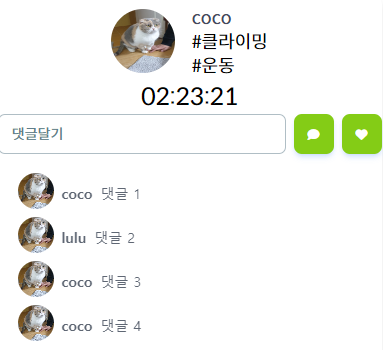 coco
#클라이밍
#운동
02:23:21
댓글달기
coco 댓글 1
lulu 댓글 2
coco 댓글 3
coco 댓글 4